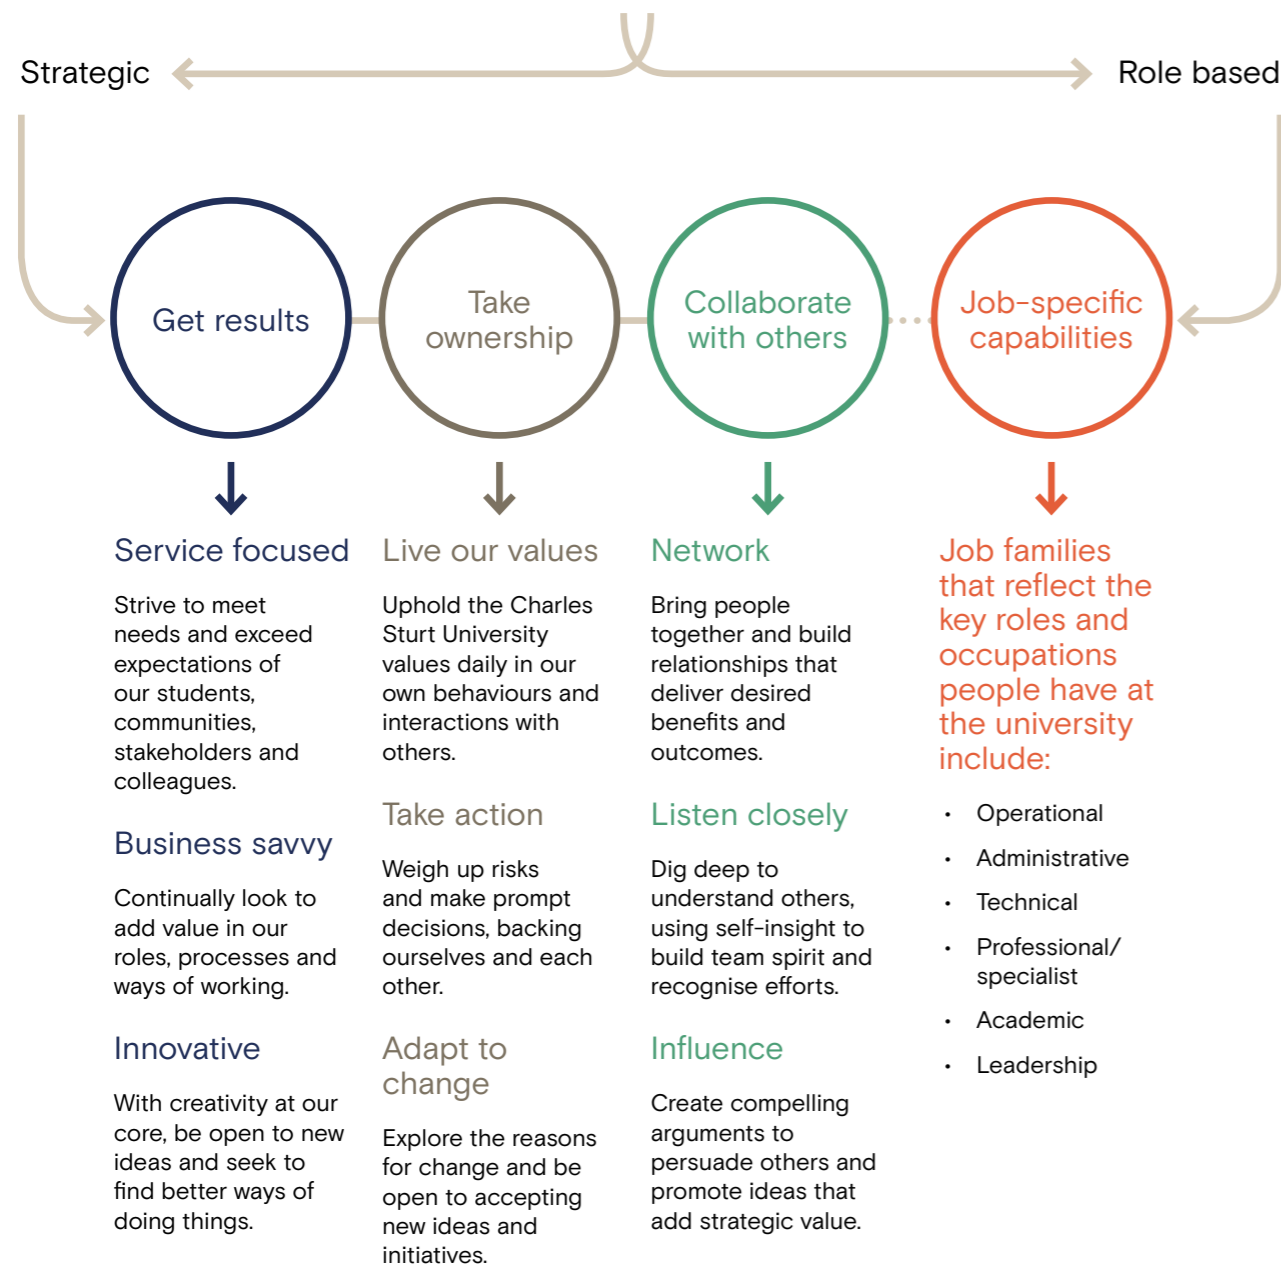 Strategic
Role based
Get results
Take
ownership
Collaborate
with others
Job-specific
capabilities
Service focused
Strive to meet
needs and exceed
expectations of
our students,
communities,
stakeholders and
colleagues.
Business savvy
Continually look to
add value in our
roles, processes and
ways of working.
Innovative
With creativity at our
core, be open to new
ideas and seek to
find better ways of
doing things.
Live our values
Uphold the Charles
Sturt University
values daily in our
own behaviours and
interactions with
others.
Take action
Weigh up risks
and make prompt
decisions, backing
ourselves and each
other.
Adapt to
change
Explore the reasons
for change and be
open to accepting
new ideas and
initiatives.
Network
Bring people
together and build
relationships that
deliver desired
benefits and
outcomes.
Listen closely
Dig deep to
understand others,
using self-insight to
build team spirit and
recognise efforts.
Influence
Create compelling
arguments to
persuade others and
promote ideas that
add strategic value.
Job families
that reflect the
key roles and
occupations
people have at
the university
include:
• Operational
• Administrative
• Technical
• Professional/
specialist
• Academic
• Leadership